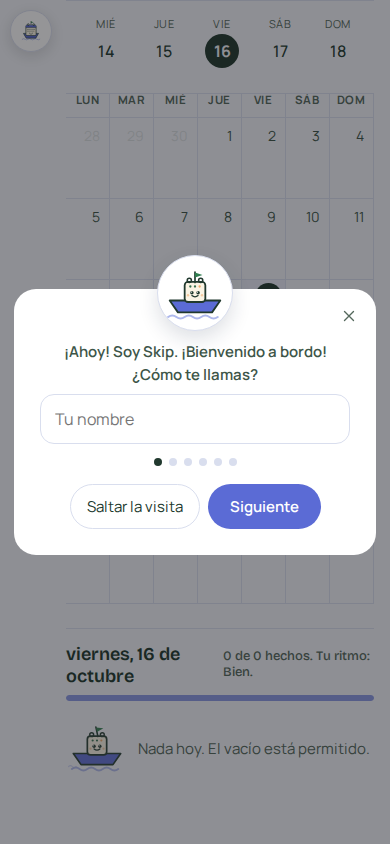 MIÉ JUE VIE SÁB DOM
14 15 16 17 18
LUN MAR MIÉ JUE VIE SÁB DOM
28 29 30 1 2 3 4
5 6 7 8 9 10 11
¡Ahoy! Soy Skip. ¡Bienvenido a bordo!
¿Cómo te llamas?
Tu nombre
Saltar la visita
Siguiente
viernes, 16 de
octubre
0 de 0 hechos. Tu ritmo:
Bien.
Nada hoy. El vacío está permitido.